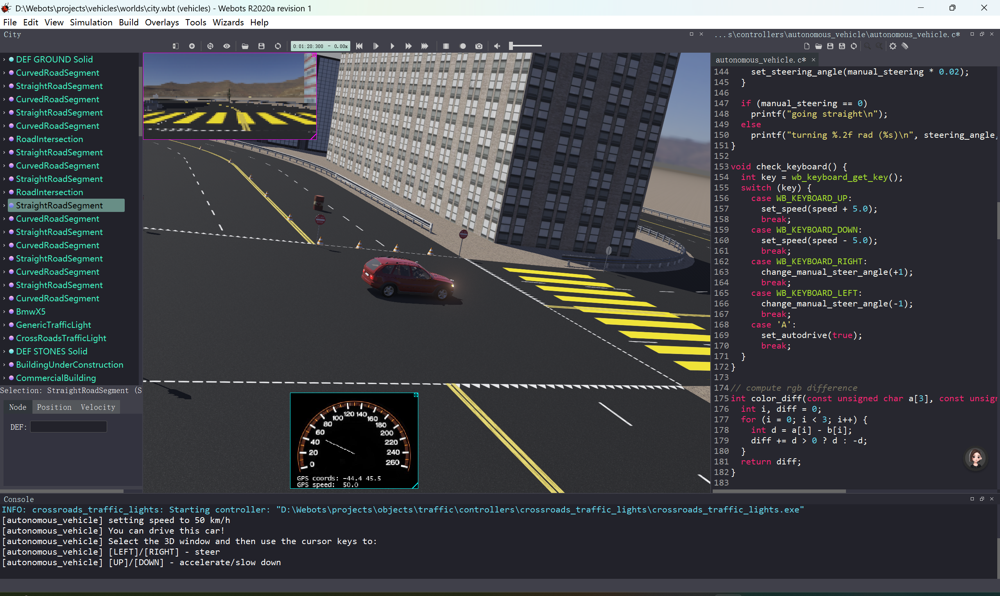 D:\Webots\projects\vehicles\worlds\city.wbt (vehicles) - Webots R2020a revision 1
File Edit View Simulation Build Overlays Tools Wizards Help
City
0:01:20:300 - 0.00x
DEF GROUND Solid
CurvedRoadSegment
StraightRoadSegment
CurvedRoadSegment
StraightRoadSegment
CurvedRoadSegment
RoadIntersection
StraightRoadSegment
CurvedRoadSegment
StraightRoadSegment
RoadIntersection
StraightRoadSegment
CurvedRoadSegment
StraightRoadSegment
CurvedRoadSegment
StraightRoadSegment
CurvedRoadSegment
StraightRoadSegment
CurvedRoadSegment
BmwX5
GenericTrafficLight
CrossRoadsTrafficLight
DEF STONES Solid
BuildingUnderConstruction
CommercialBuilding
Selection: StraightRoadSegment (S
Node Position Velocity
DEF:
0 20 40 60 80 100 120 140 160 180 200 220 240 260
GPS coords: -44.4 45.5
GPS speed: 50.0
...s\controllers\autonomous_vehicle\autonomous_vehicle.c*
autonomous_vehicle.c*
144 set_steering_angle(manual_steering * 0.02);
145 }
146
147 if (manual_steering == 0)
148 printf("going straight\n");
149 else
150 printf("turning %.2f rad (%s)\n", steering_angle,
151 }
152
153 void check_keyboard() {
154 int key = wb_keyboard_get_key();
155 switch (key) {
156 case WB_KEYBOARD_UP:
157 set_speed(speed + 5.0);
158 break;
159 case WB_KEYBOARD_DOWN:
160 set_speed(speed - 5.0);
161 break;
162 case WB_KEYBOARD_RIGHT:
163 change_manual_steer_angle(+1);
164 break;
165 case WB_KEYBOARD_LEFT:
166 change_manual_steer_angle(-1);
167 break;
168 case 'A':
169 set_autodrive(true);
170 break;
171 }
172 }
173
174 // compute rgb difference
175 int color_diff(const unsigned char a[3], const unsigr
176 int i, diff = 0;
177 for (i = 0; i < 3; i++) {
178 int d = a[i] - b[i];
179 diff += d > 0 ? d : -d;
180 }
181 return diff;
182 }
183
Console
INFO: crossroads_traffic_lights: Starting controller: "D:\Webots\projects\objects\traffic\controllers\crossroads_traffic_lights\crossroads_traffic_lights.exe"
[autonomous_vehicle] setting speed to 50 km/h
[autonomous_vehicle] You can drive this car!
[autonomous_vehicle] Select the 3D window and then use the cursor keys to:
[autonomous_vehicle] [LEFT]/[RIGHT] - steer
[autonomous_vehicle] [UP]/[DOWN] - accelerate/slow down